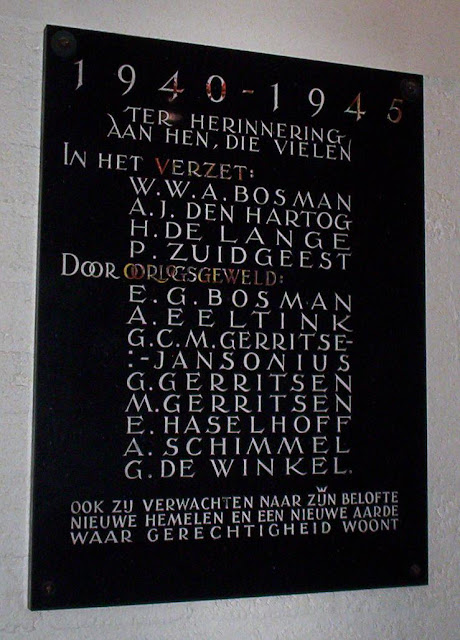 1940-1945
TER HERINNERING
AAN HEN, DIE VIELEN
IN HET VERZET:
W.W.A. BOSMAN
A.J. DEN HARTOG
H. DE LANGE
P. ZUIDGEEST
DOOR OORLOGSGEWELD:
E.G. BOSMAN
A. EELTINK
G.C.M. GERRITSE-
:-JANSONIUS
G. GERRITSEN
M. GERRITSEN
E. HASELHOFF
A. SCHIMMEL
G. DE WINKEL.
OOK ZIJ VERWACHTEN NAAR ZIJN BELOFTE
NIEUWE HEMELEN EN EEN NIEUWE AARDE
WAAR GERECHTIGHEID WOONT